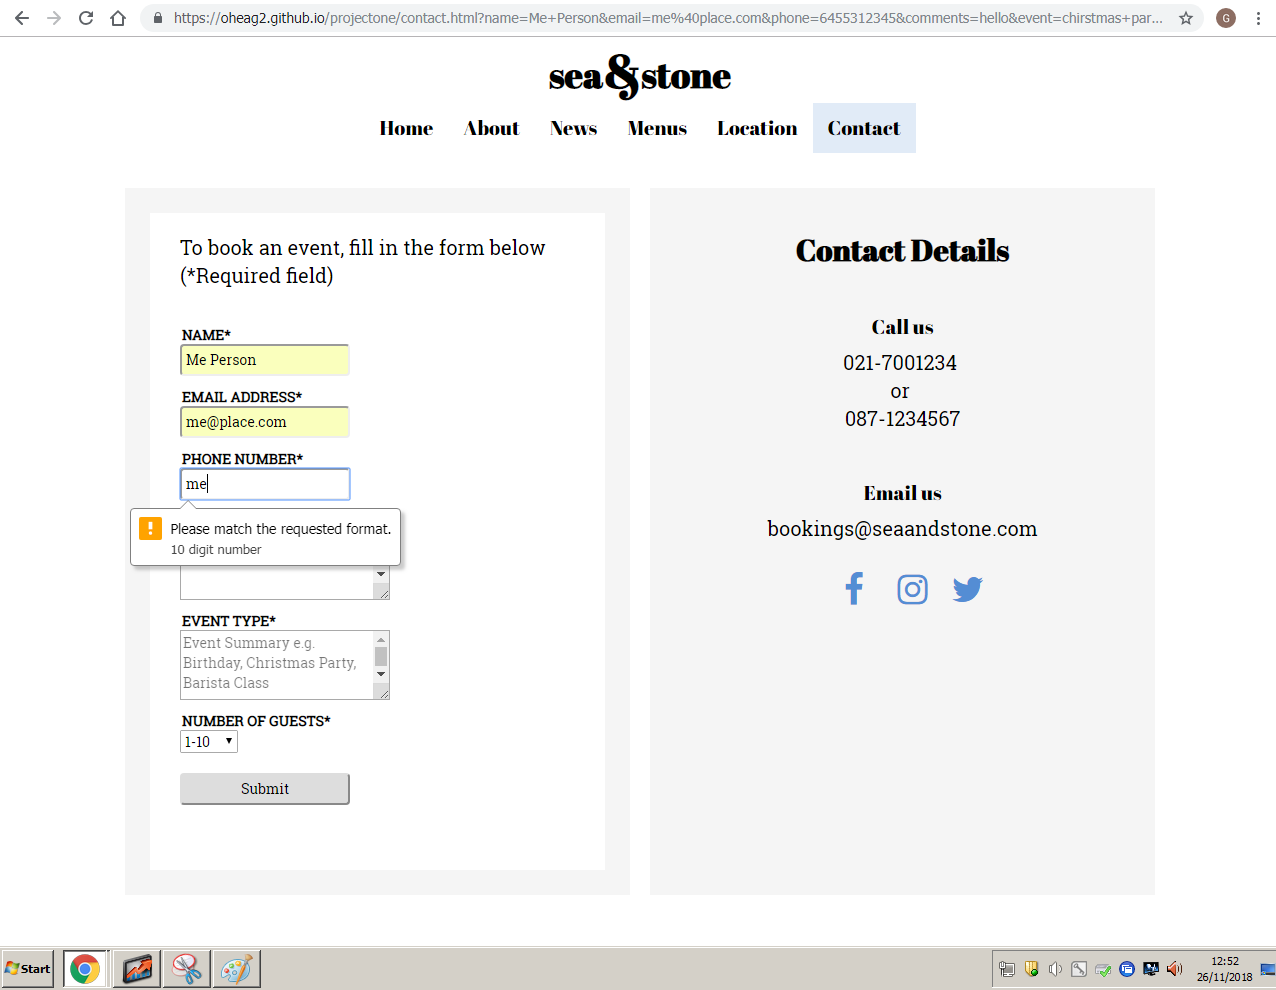 https://oheag2.github.io/projectone/contact.html?name=Me+Person&email=me%40place.com&phone=6455312345&comments=hello&event=chirstmas+par...
G
sea&stone
Home About News Menus Location Contact
To book an event, fill in the form below
(*Required field)
NAME*
Me Person
EMAIL ADDRESS*
me@place.com
PHONE NUMBER*
me
Please match the requested format.
10 digit number
EVENT TYPE*
Event Summary e.g.
Birthday, Christmas Party,
Barista Class
NUMBER OF GUESTS*
1-10
Submit
Contact Details
Call us
021-7001234
or
087-1234567
Email us
bookings@seaandstone.com
Start
12:52
26/11/2018